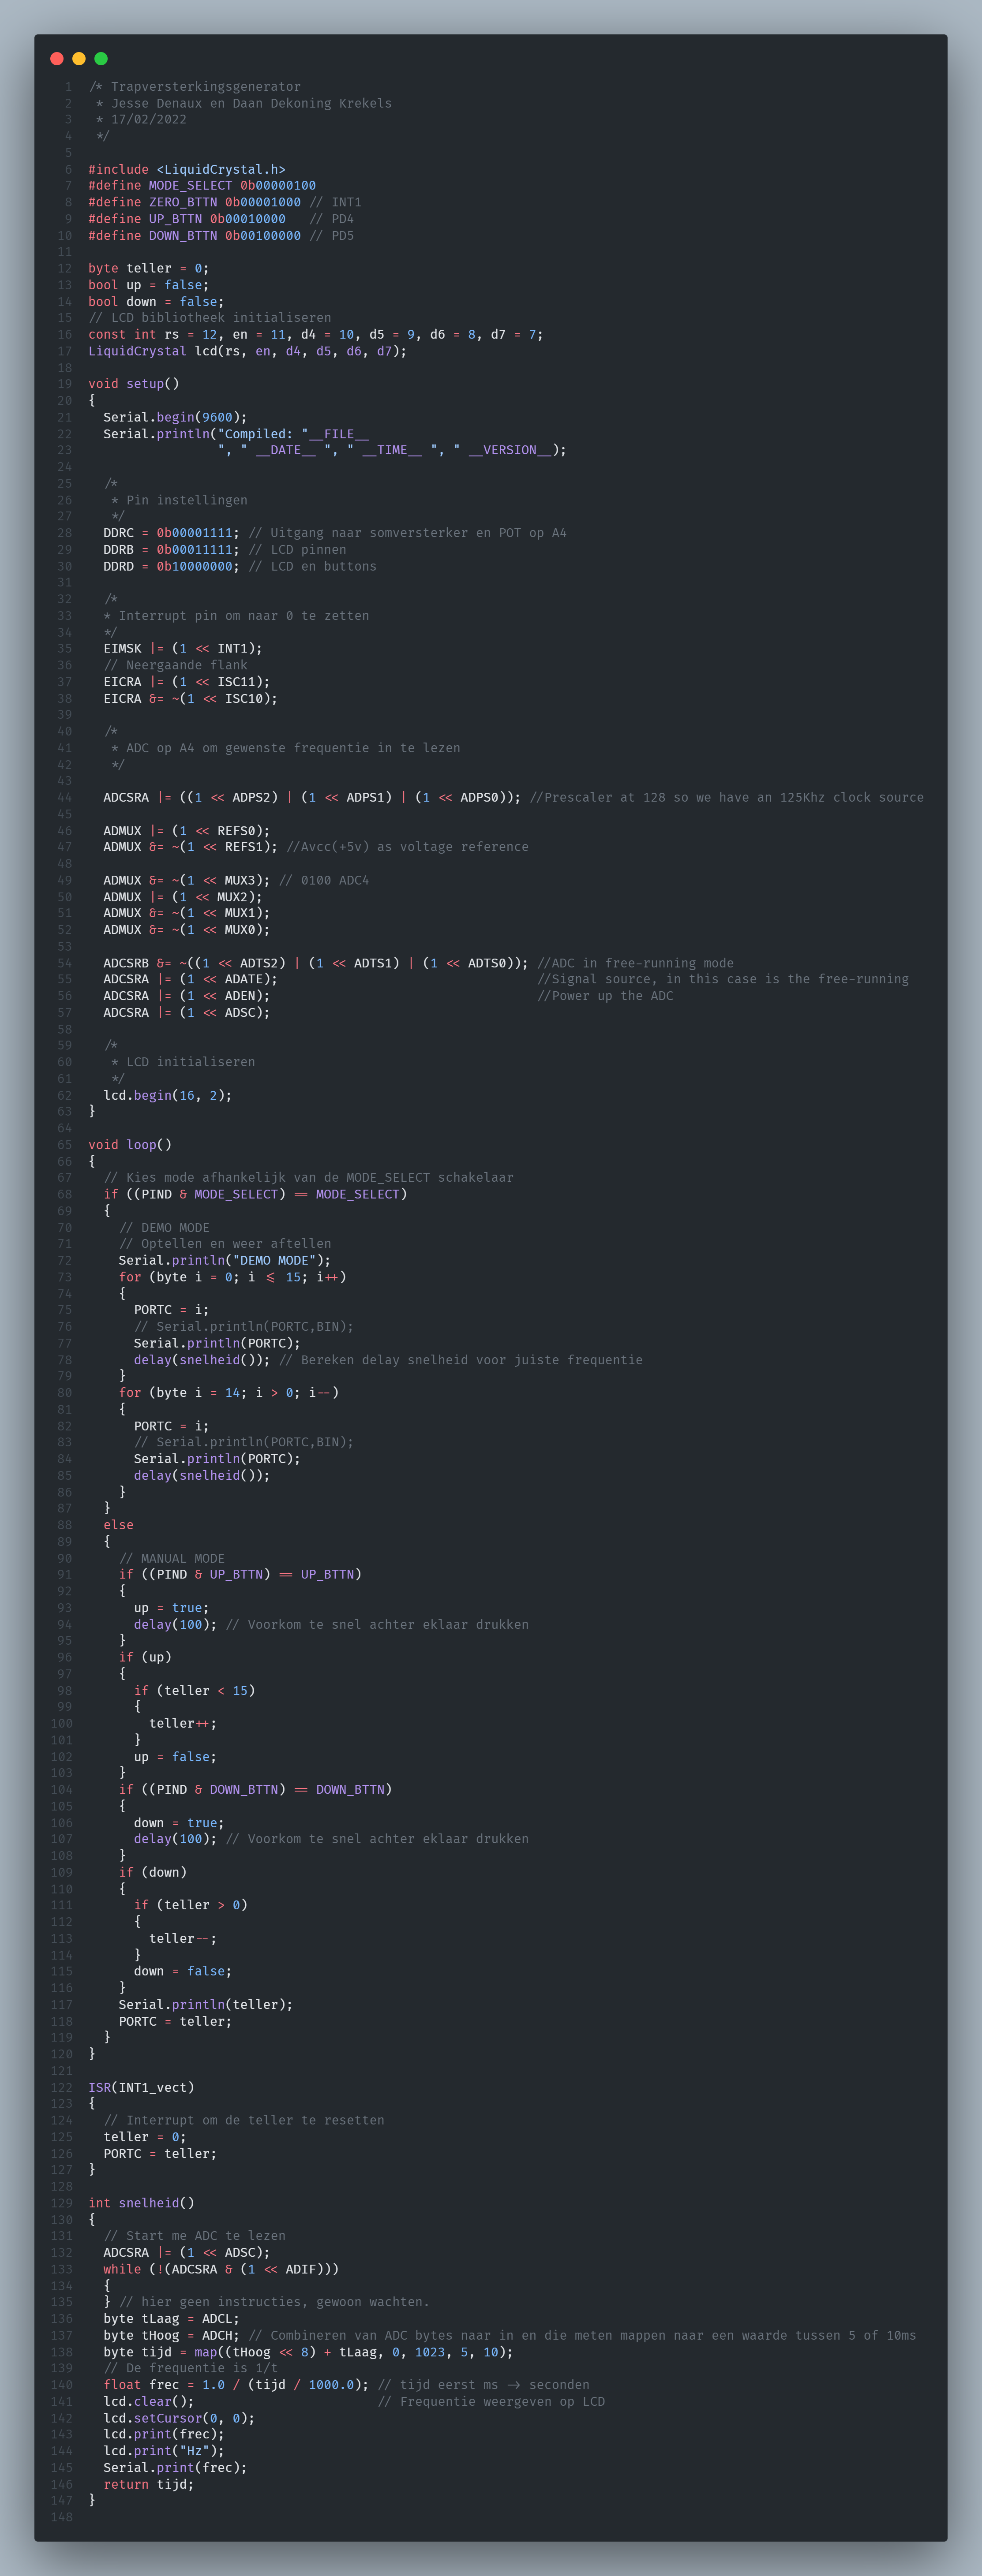 1 /* Trapversterkingsgenerator
2  * Jesse Denaux en Daan Dekoning Krekels
3  * 17/02/2022
4  */
5
6 #include <LiquidCrystal.h>
7 #define MODE_SELECT 0b00000100
8 #define ZERO_BTTN 0b00001000 // INT1
9 #define UP_BTTN 0b00010000   // PD4
10 #define DOWN_BTTN 0b00100000 // PD5
11
12 byte teller = 0;
13 bool up = false;
14 bool down = false;
15 // LCD bibliotheek initialiseren
16 const int rs = 12, en = 11, d4 = 10, d5 = 9, d6 = 8, d7 = 7;
17 LiquidCrystal lcd(rs, en, d4, d5, d6, d7);
18
19 void setup()
20 {
21   Serial.begin(9600);
22   Serial.println("Compiled: "__FILE__
23                  ", " __DATE__ ", " __TIME__ ", " __VERSION__);
24
25   /*
26    * Pin instellingen
27    */
28   DDRC = 0b00001111; // Uitgang naar somversterker en POT op A4
29   DDRB = 0b00011111; // LCD pinnen
30   DDRD = 0b10000000; // LCD en buttons
31
32   /*
33   * Interrupt pin om naar 0 te zetten
34   */
35   EIMSK |= (1 << INT1);
36   // Neergaande flank
37   EICRA |= (1 << ISC11);
38   EICRA &= ~(1 << ISC10);
39
40   /*
41    * ADC op A4 om gewenste frequentie in te lezen
42    */
43
44   ADCSRA |= ((1 << ADPS2) | (1 << ADPS1) | (1 << ADPS0)); //Prescaler at 128 so we have an 125Khz clock source
45
46   ADMUX |= (1 << REFS0);
47   ADMUX &= ~(1 << REFS1); //Avcc(+5v) as voltage reference
48
49   ADMUX &= ~(1 << MUX3); // 0100 ADC4
50   ADMUX |= (1 << MUX2);
51   ADMUX &= ~(1 << MUX1);
52   ADMUX &= ~(1 << MUX0);
53
54   ADCSRB &= ~((1 << ADTS2) | (1 << ADTS1) | (1 << ADTS0)); //ADC in free-running mode
55   ADCSRA |= (1 << ADATE);                                   //Signal source, in this case is the free-running
56   ADCSRA |= (1 << ADEN);                                    //Power up the ADC
57   ADCSRA |= (1 << ADSC);
58
59   /*
60    * LCD initialiseren
61    */
62   lcd.begin(16, 2);
63 }
64
65 void loop()
66 {
67   // Kies mode afhankelijk van de MODE_SELECT schakelaar
68   if ((PIND & MODE_SELECT) == MODE_SELECT)
69   {
70     // DEMO MODE
71     // Optellen en weer aftellen
72     Serial.println("DEMO MODE");
73     for (byte i = 0; i <= 15; i++)
74     {
75       PORTC = i;
76       // Serial.println(PORTC,BIN);
77       Serial.println(PORTC);
78       delay(snelheid()); // Bereken delay snelheid voor juiste frequentie
79     }
80     for (byte i = 14; i > 0; i--)
81     {
82       PORTC = i;
83       // Serial.println(PORTC,BIN);
84       Serial.println(PORTC);
85       delay(snelheid());
86     }
87   }
88   else
89   {
90     // MANUAL MODE
91     if ((PIND & UP_BTTN) == UP_BTTN)
92     {
93       up = true;
94       delay(100); // Voorkom te snel achter eklaar drukken
95     }
96     if (up)
97     {
98       if (teller < 15)
99       {
100         teller++;
101       }
102       up = false;
103     }
104     if ((PIND & DOWN_BTTN) == DOWN_BTTN)
105     {
106       down = true;
107       delay(100); // Voorkom te snel achter eklaar drukken
108     }
109     if (down)
110     {
111       if (teller > 0)
112       {
113         teller--;
114       }
115       down = false;
116     }
117     Serial.println(teller);
118     PORTC = teller;
119   }
120 }
121
122 ISR(INT1_vect)
123 {
124   // Interrupt om de teller te resetten
125   teller = 0;
126   PORTC = teller;
127 }
128
129 int snelheid()
130 {
131   // Start me ADC te lezen
132   ADCSRA |= (1 << ADSC);
133   while (!(ADCSRA & (1 << ADIF)))
134   {
135   } // hier geen instructies, gewoon wachten.
136   byte tLaag = ADCL;
137   byte tHoog = ADCH; // Combineren van ADC bytes naar in en die meten mappen naar een waarde tussen 5 of 10ms
138   byte tijd = map((tHoog << 8) + tLaag, 0, 1023, 5, 10);
139   // De frequentie is 1/t
140   float frec = 1.0 / (tijd / 1000.0); // tijd eerst ms -> seconden
141   lcd.clear();                        // Frequentie weergeven op LCD
142   lcd.setCursor(0, 0);
143   lcd.print(frec);
144   lcd.print("Hz");
145   Serial.print(frec);
146   return tijd;
147 }
148